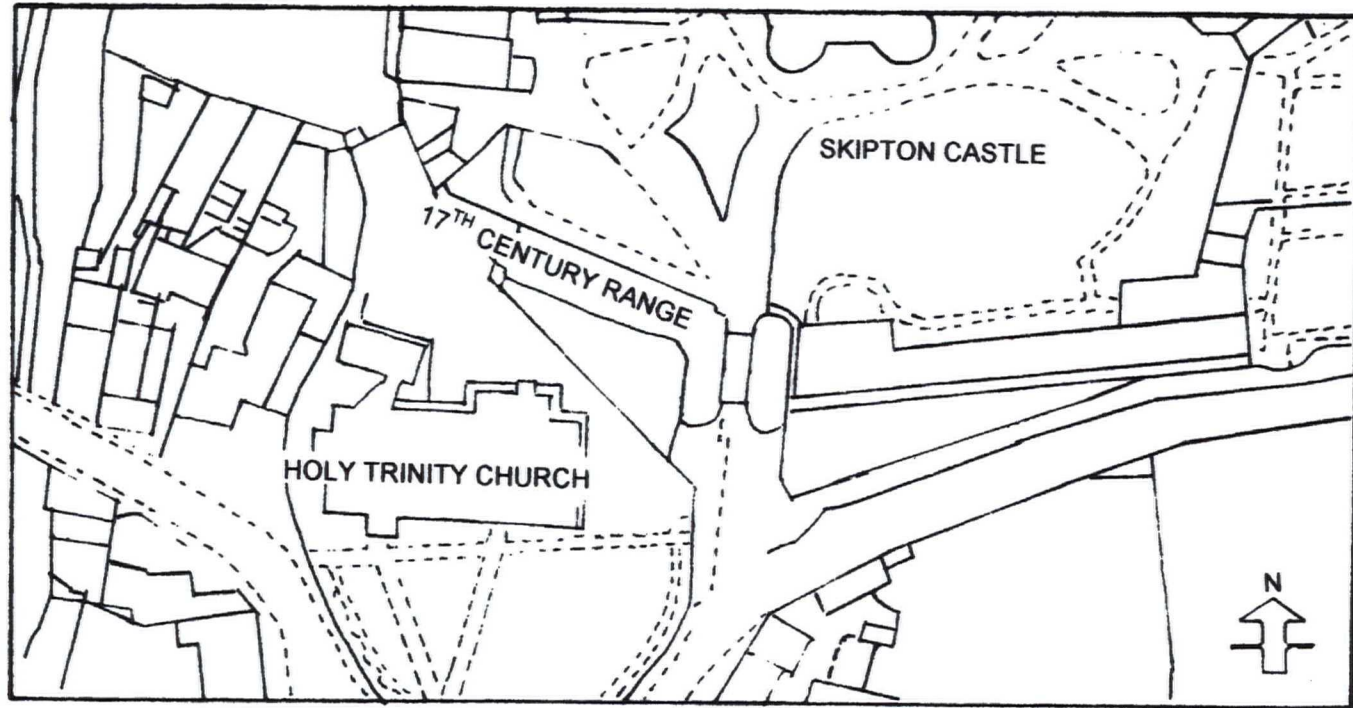 SKIPTON CASTLE
17TH CENTURY RANGE
HOLY TRINITY CHURCH
N